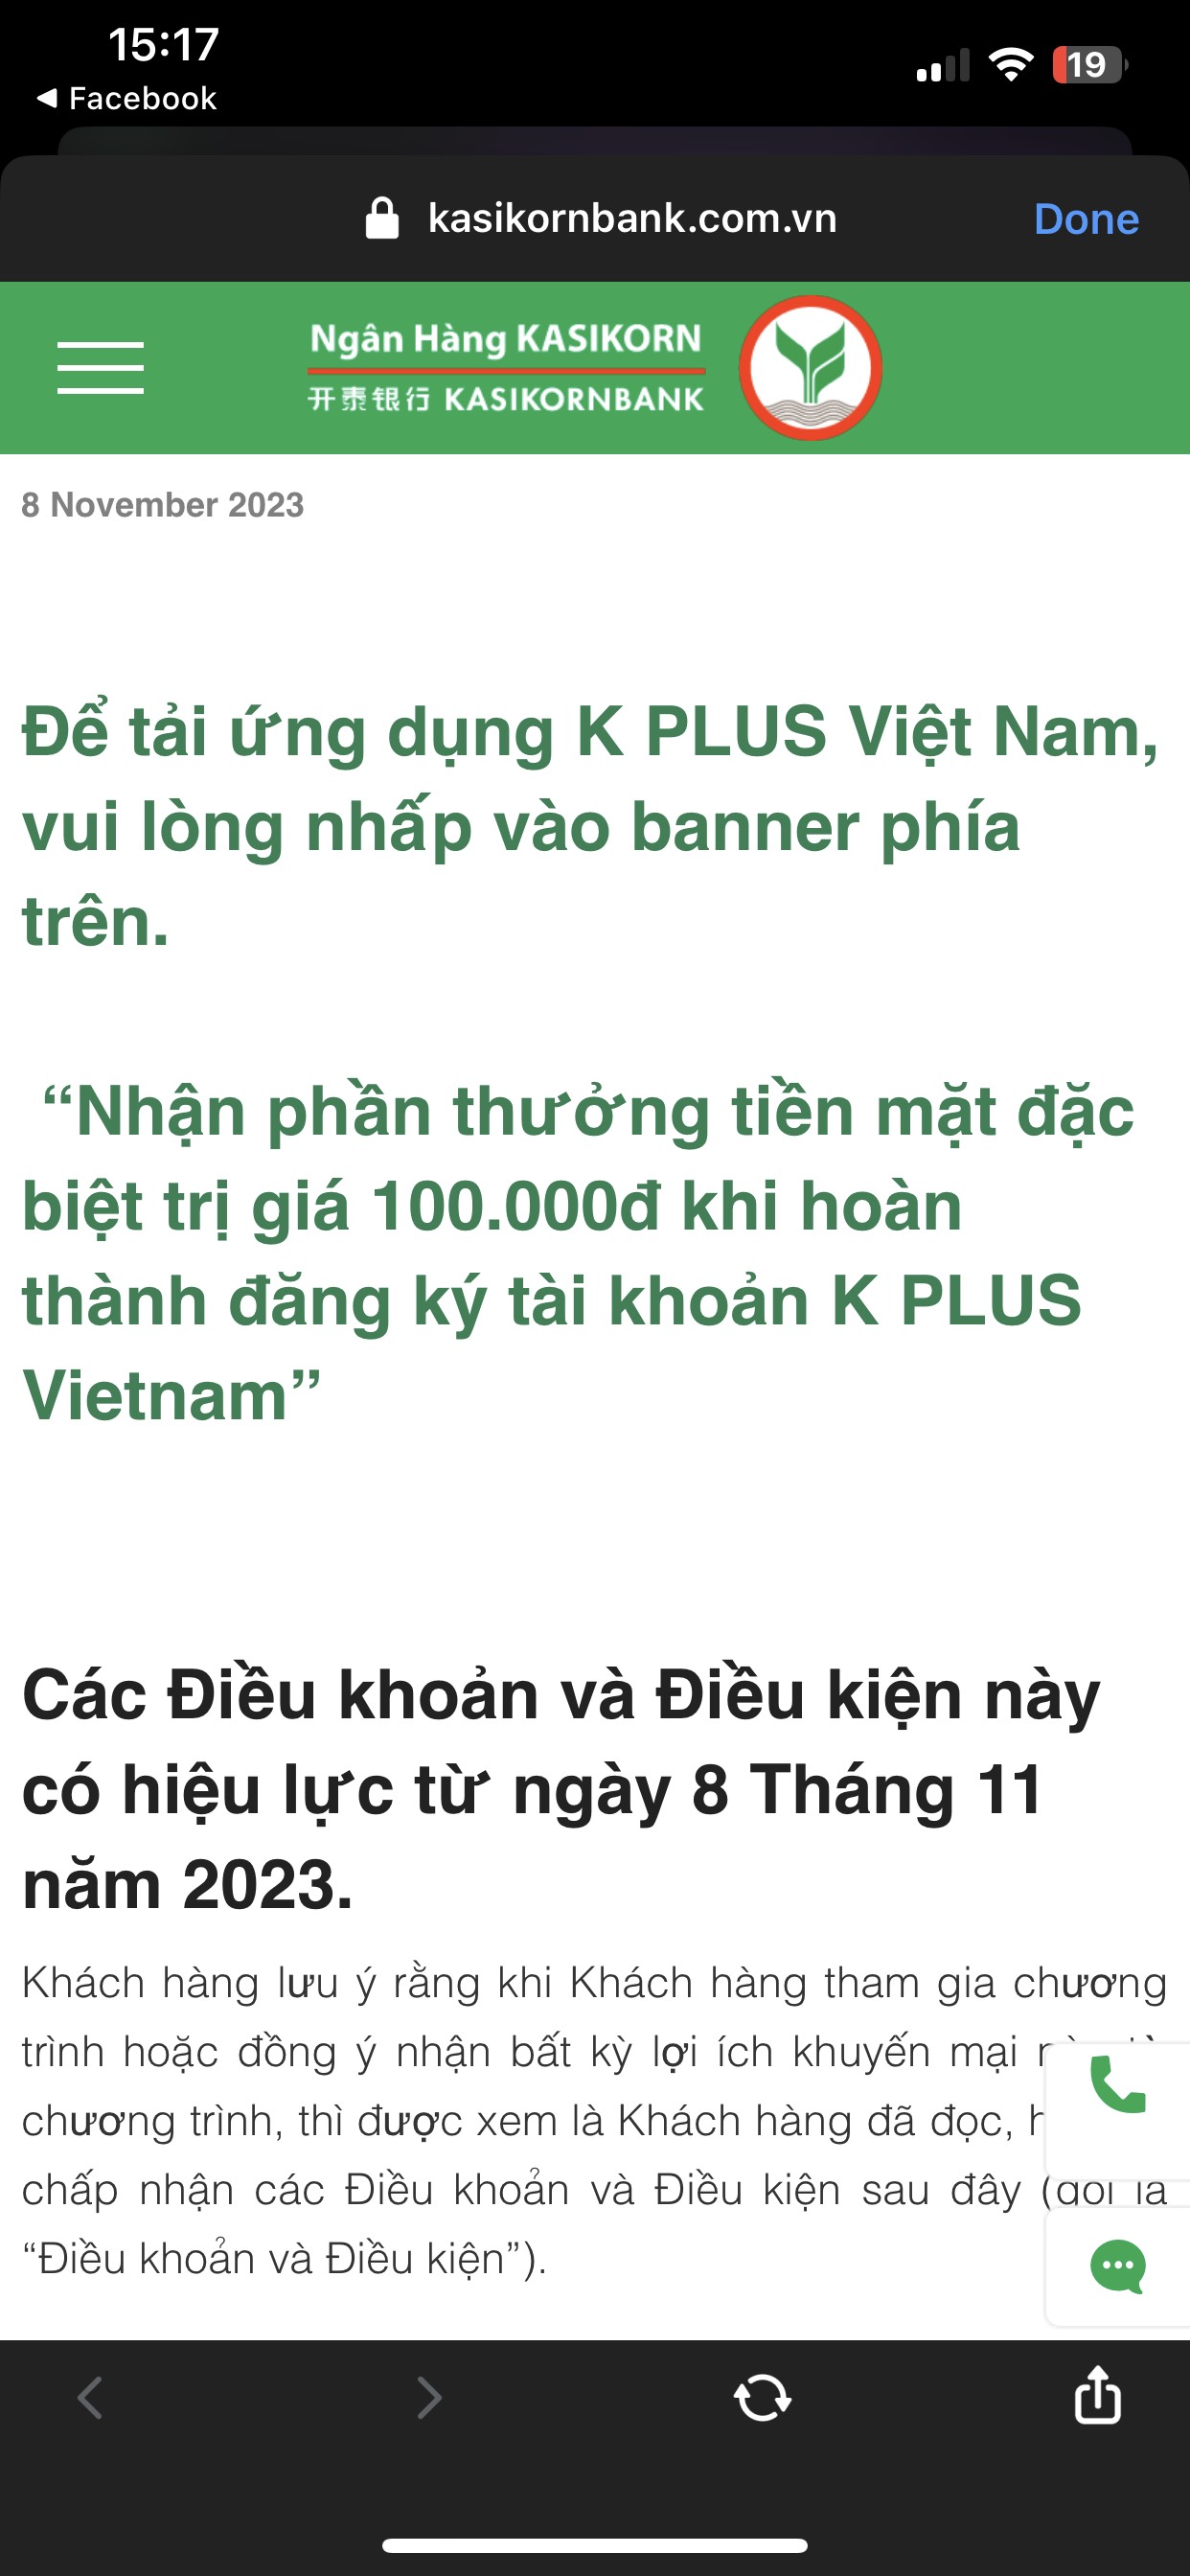 15:17
19
Facebook
kasikornbank.com.vn
Done
Ngân Hàng KASIKORN
开泰银行 KASIKORNBANK
8 November 2023
Để tải ứng dụng K PLUS Việt Nam,
vui lòng nhấp vào banner phía
trên.
“Nhận phần thưởng tiền mặt đặc
biệt trị giá 100.000đ khi hoàn
thành đăng ký tài khoản K PLUS
Vietnam”
Các Điều khoản và Điều kiện này
có hiệu lực từ ngày 8 Tháng 11
năm 2023.
Khách hàng lưu ý rằng khi Khách hàng tham gia chương
trình hoặc đồng ý nhận bất kỳ lợi ích khuyến mại
chương trình, thì được xem là Khách hàng đã đọc,
chấp nhận các Điều khoản và Điều kiện sau đây (gọi là
“Điều khoản và Điều kiện”).